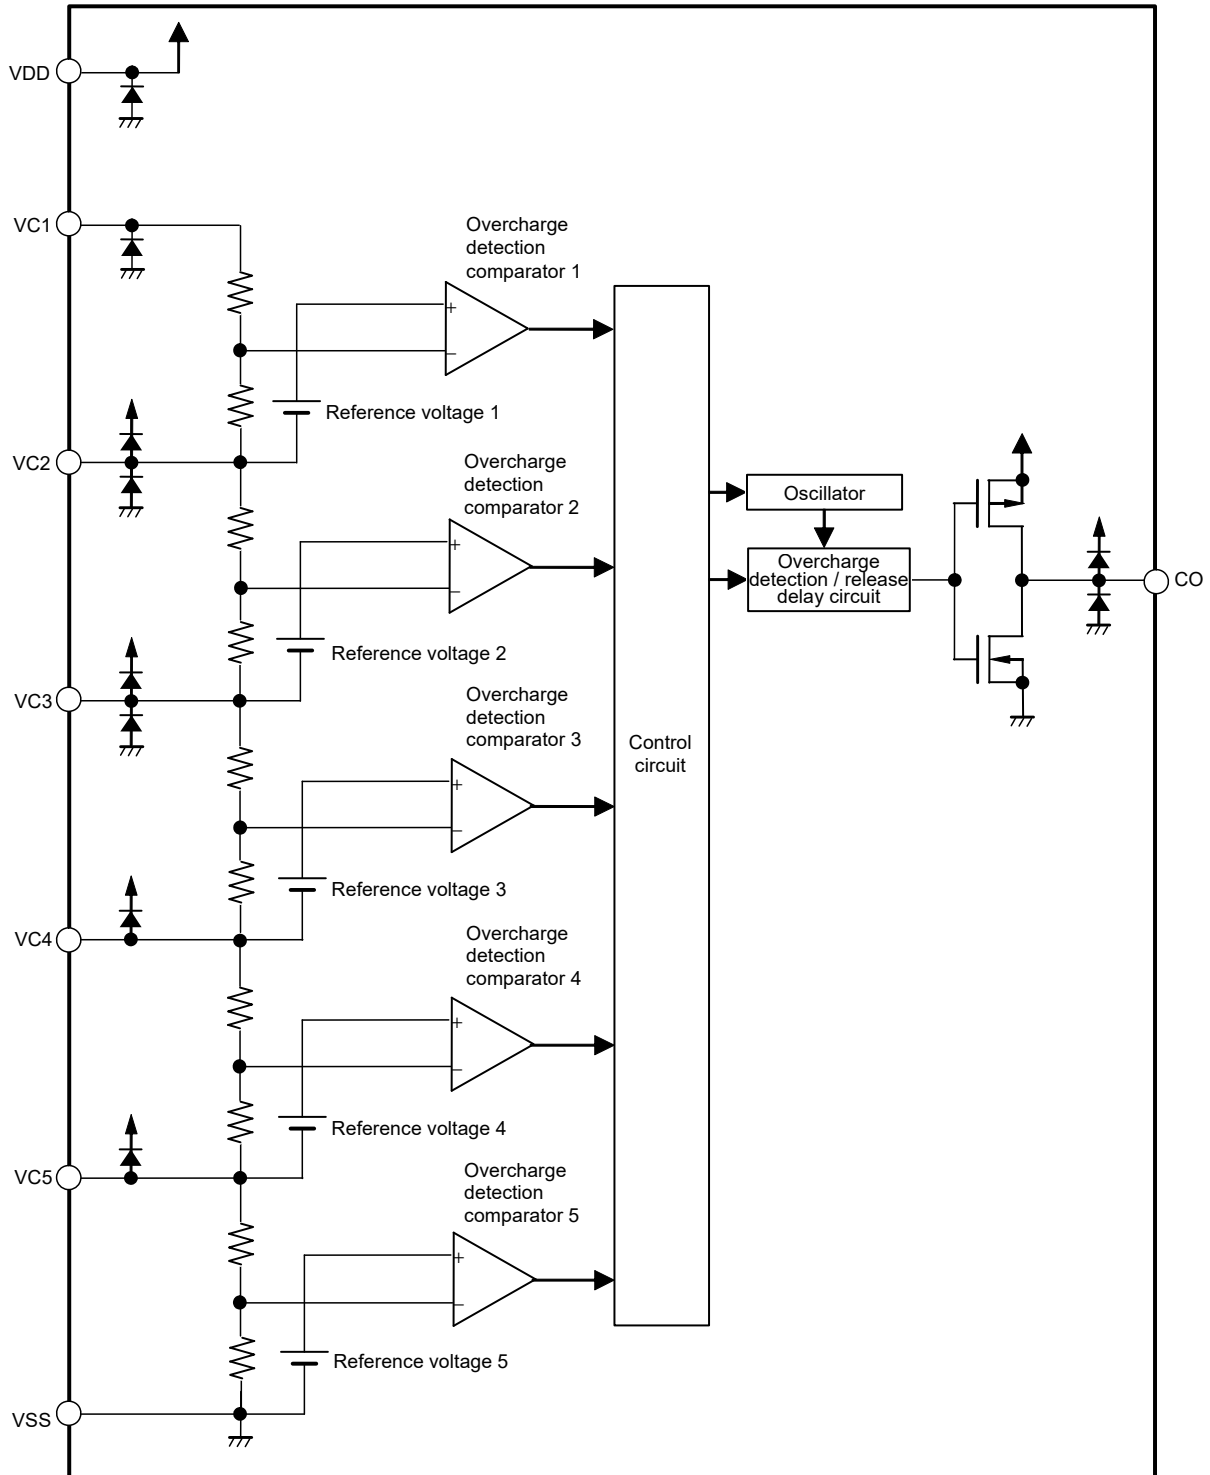 VDD
VC1
Overcharge
detection
comparator 1
+
−
Reference voltage 1
VC2
Overcharge
detection
comparator 2
+
−
Oscillator
Overcharge
detection / release
delay circuit
CO
Reference voltage 2
VC3
Overcharge
detection
comparator 3
Control
circuit
+
−
Reference voltage 3
VC4
Overcharge
detection
comparator 4
+
−
Reference voltage 4
VC5
Overcharge
detection
comparator 5
+
−
Reference voltage 5
VSS